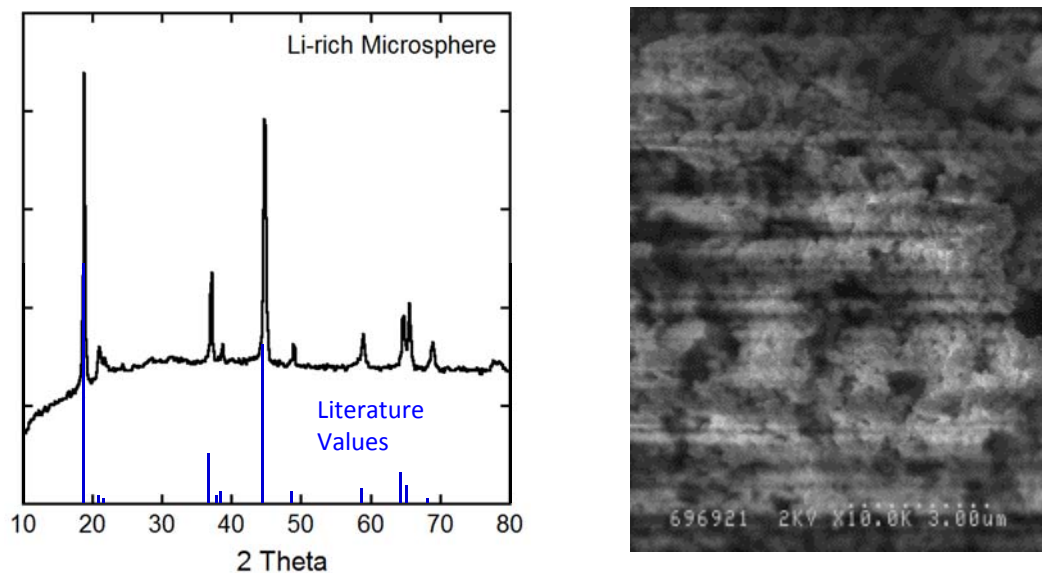 Li-rich Microsphere
Literature
Values
10 20 30 40 50 60 70 80
2 Theta
696921 2KV X10.0K 3.00um